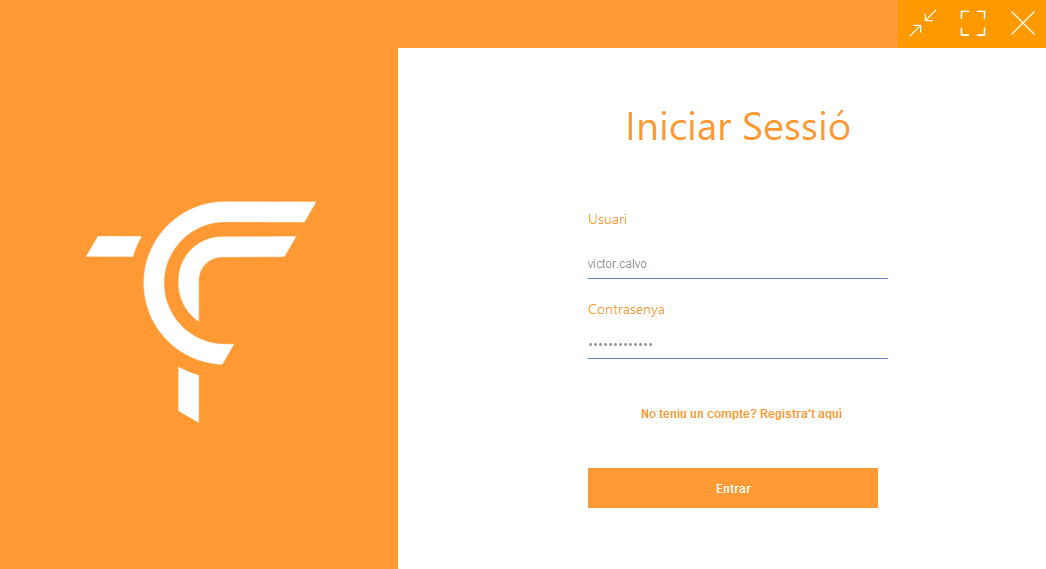 Iniciar Sessió
Usuari
victor.calvo
Contrasenya
•••••••••••••
No teniu un compte? Registra't aquí
Entrar